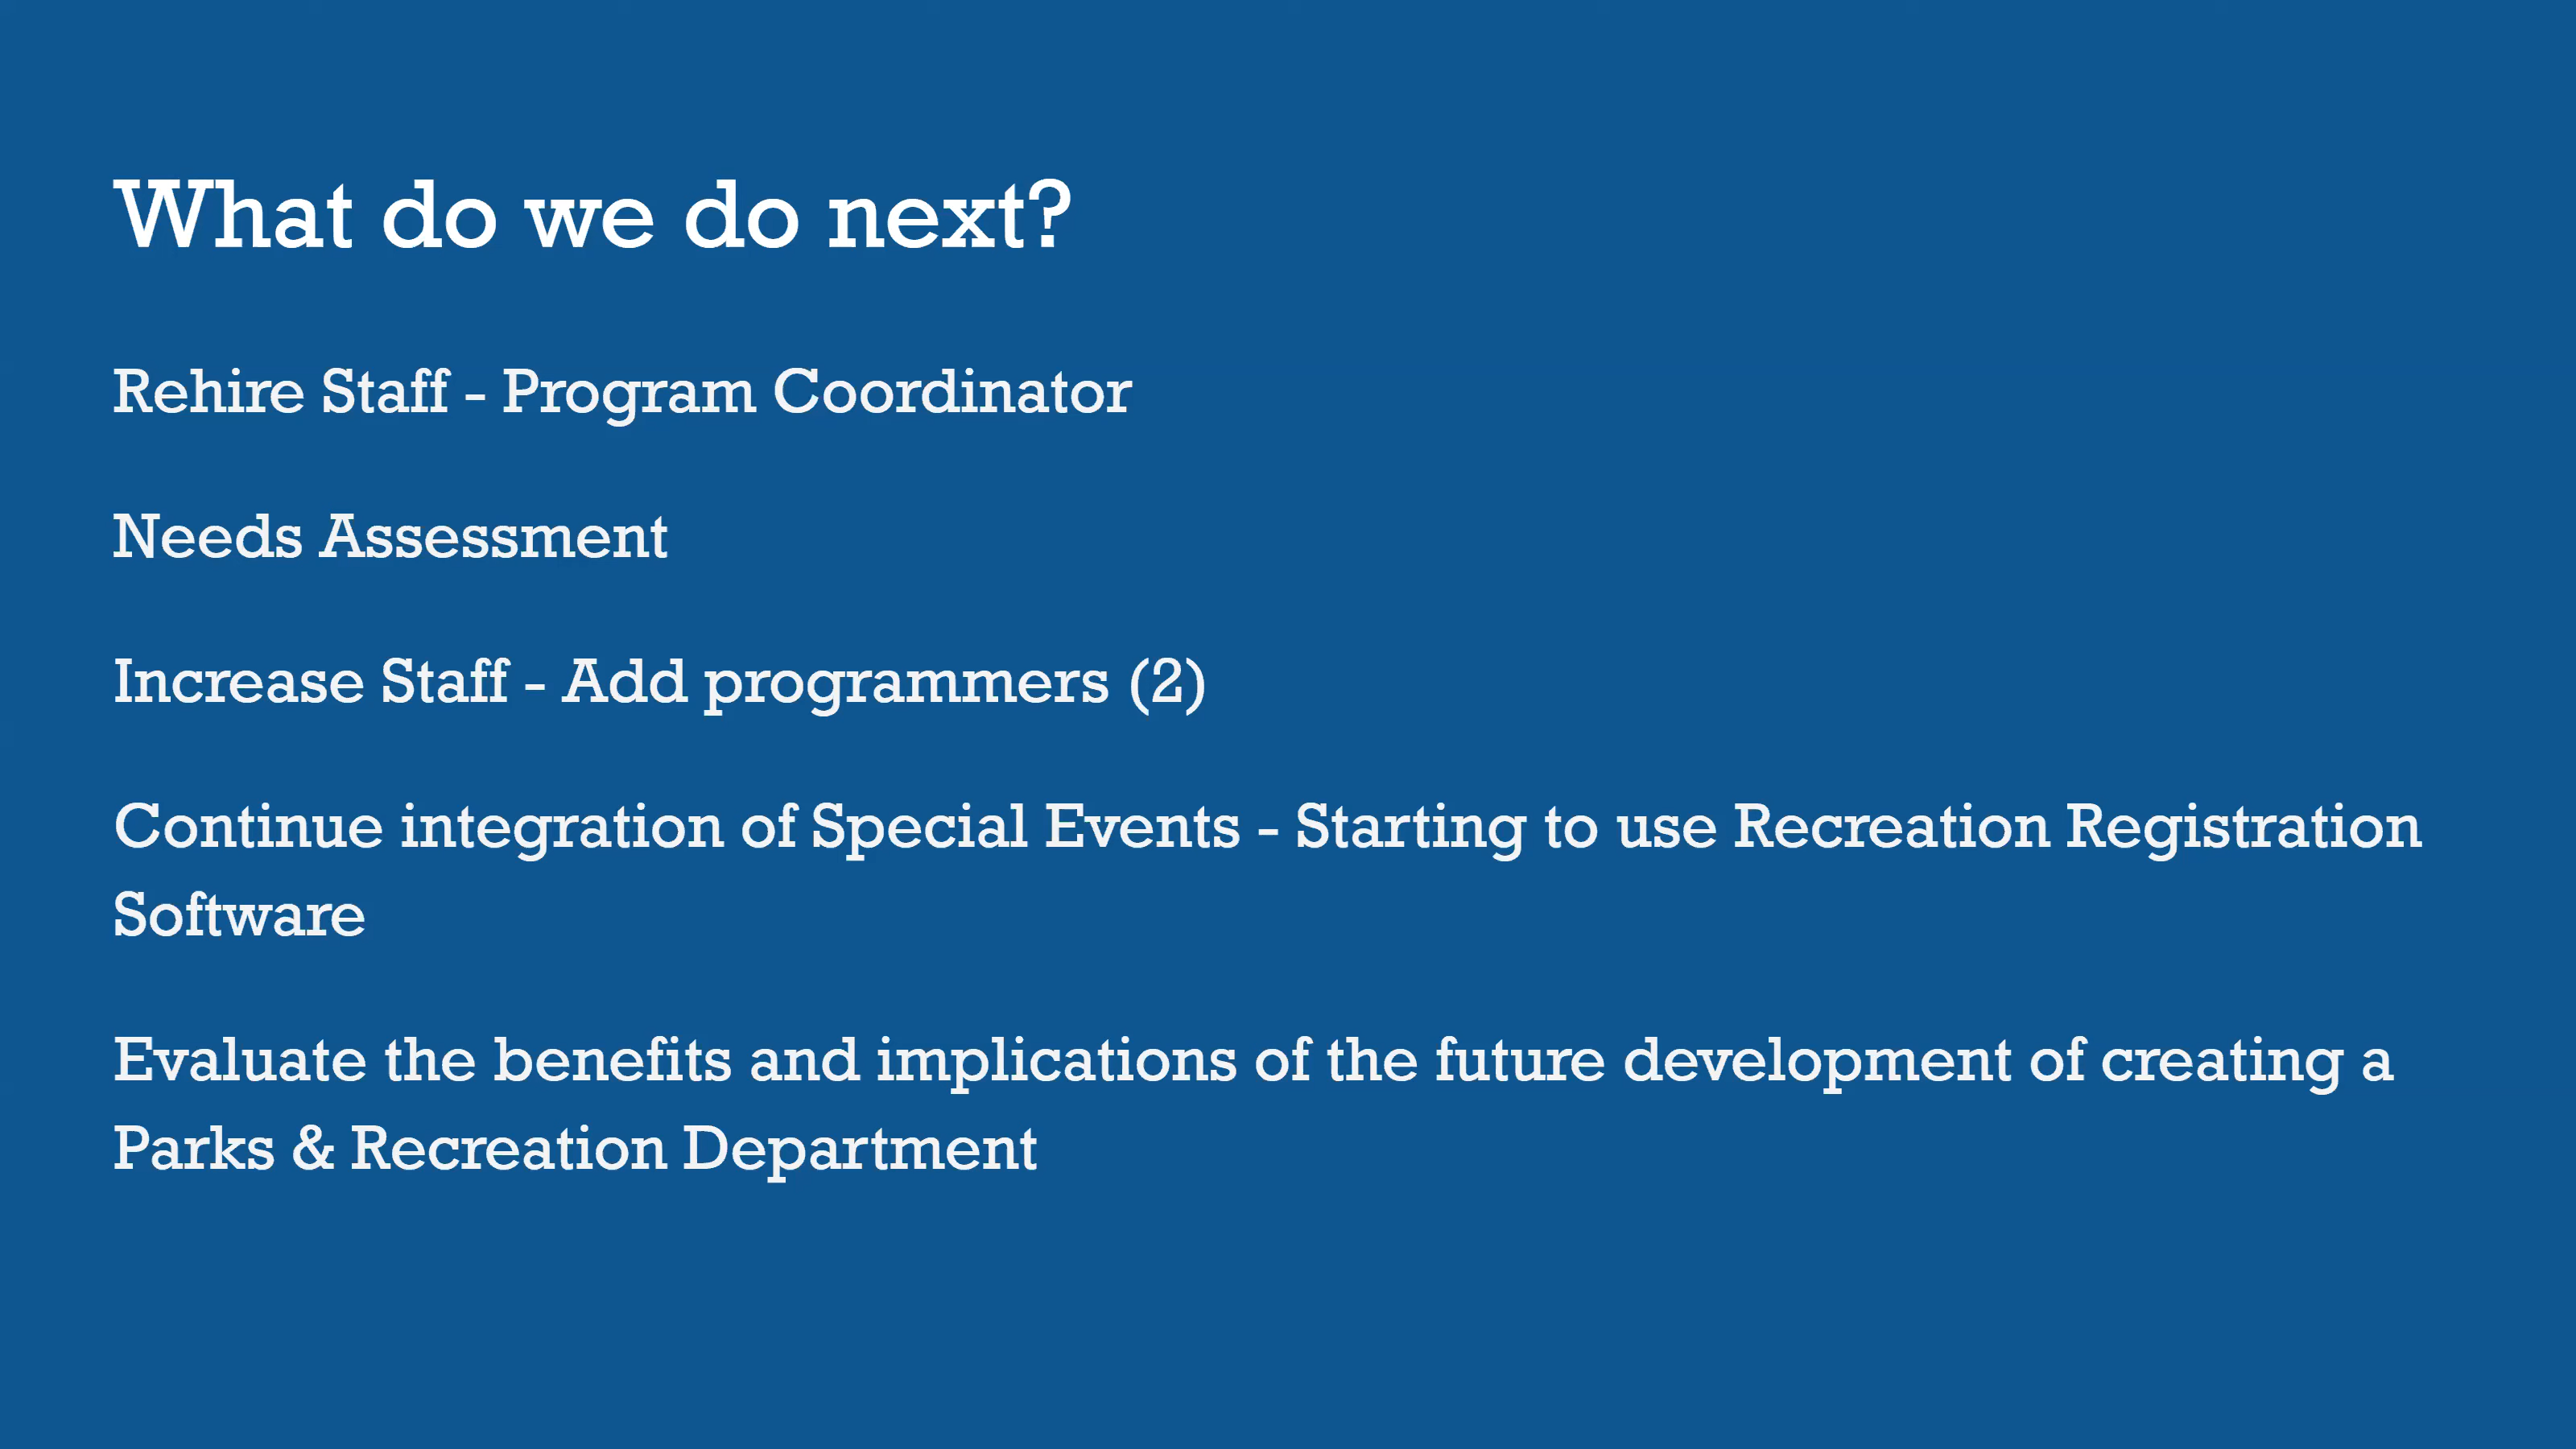 What do we do next?
Rehire Staff - Program Coordinator
Needs Assessment
Increase Staff - Add programmers (2)
Continue integration of Special Events - Starting to use Recreation Registration
Software
Evaluate the benefits and implications of the future development of creating a
Parks & Recreation Department